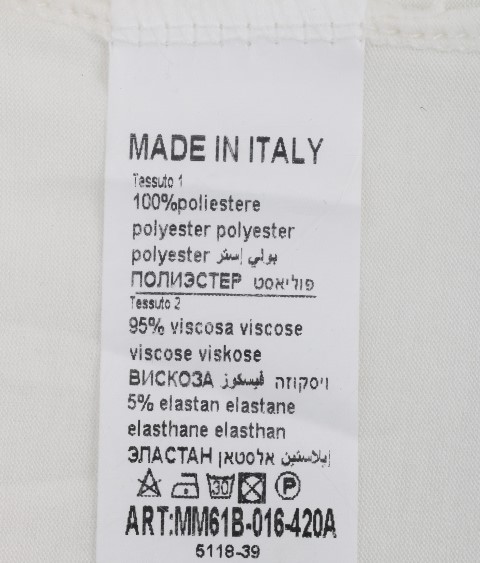 MADE IN ITALY
Tessuto 1
100%poliestere
polyester polyester
polyester بولي إستر
ПОЛИЭСТЕР פוליאסט
Tessuto 2
95% viscosa viscose
viscose viskose
ВИСКОЗА فيسكوز ויסקוזה
5% elastan elastane
elasthane elasthan
ЭЛАСТАН אלסטאן إيلاستين
30 P
ART:MM61B-016-420A
5118-39